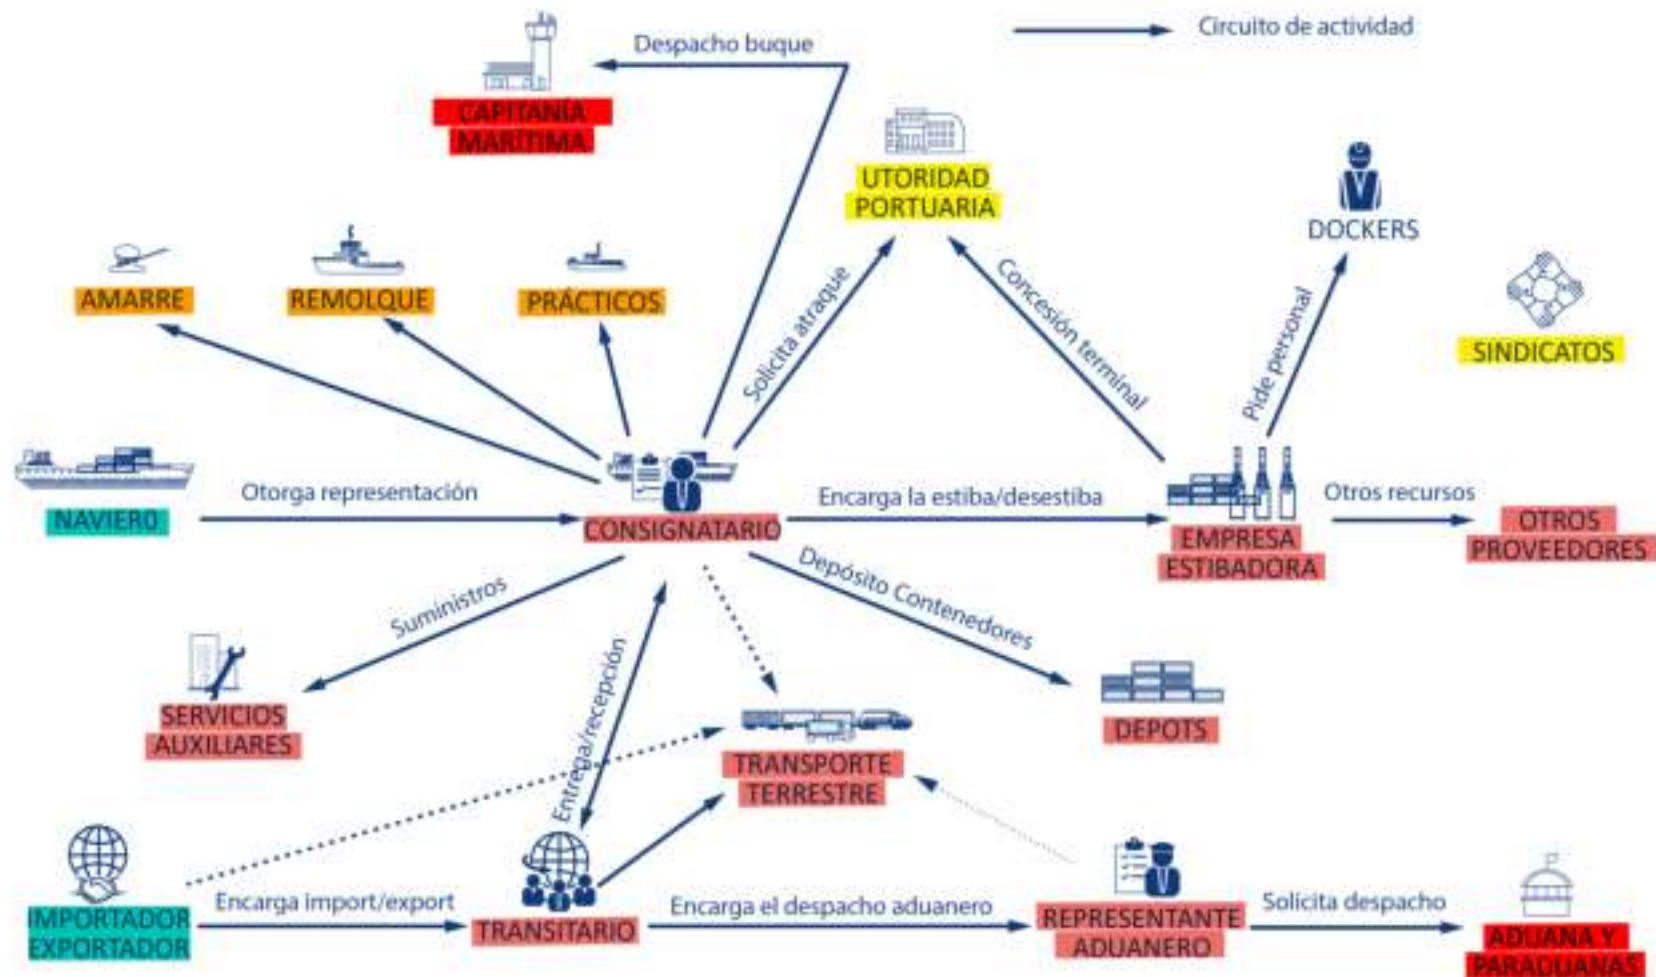 Despacho buque
Circuito de actividad
CAPITANÍA
MARÍTIMA
UTORIDAD
PORTUARIA
DOCKERS
AMARRE
REMOLQUE
PRÁCTICOS
Solicita atraque
Concesión terminal
Pide personal
SINDICATOS
NAVIERO
Otorga representación
CONSIGNATARIO
Encarga la estiba/desestiba
EMPRESA
ESTIBADORA
Otros recursos
OTROS
PROVEEDORES
Suministros
Entrega/recepción
Depósito Contenedores
SERVICIOS
AUXILIARES
TRANSPORTE
TERRESTRE
DEPOTS
IMPORTADOR
EXPORTADOR
Encarga import/export
TRANSITARIO
Encarga el despacho aduanero
REPRESENTANTE
ADUANERO
Solicita despacho
ADUANA Y
PARADUANAS